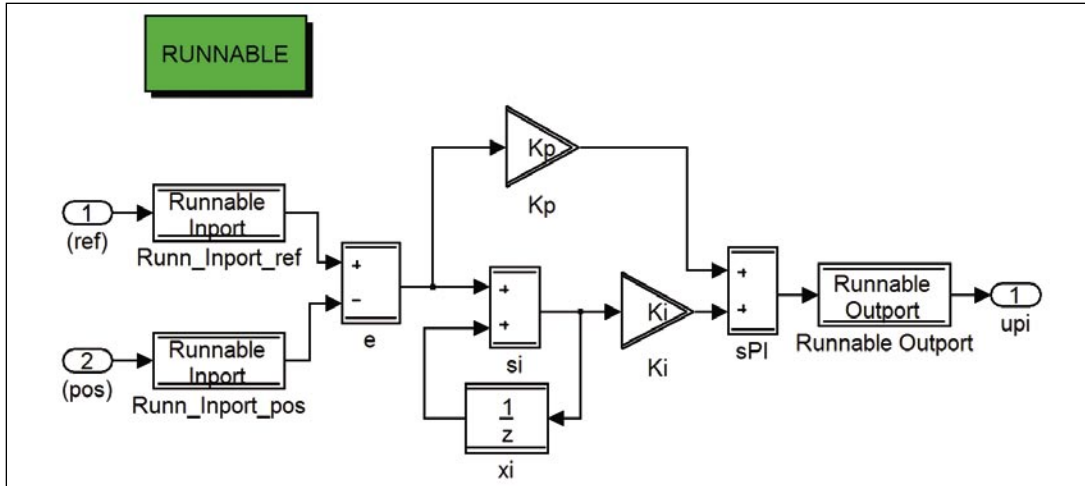 RUNNABLE
Kp
Kp
1
(ref)
Runnable
Inport
Runn_Inport_ref
+
−
e
2
(pos)
Runnable
Inport
Runn_Inport_pos
+
+
si
Ki
Ki
1
z
xi
+
+
sPI
Runnable
Outport
Runnable Outport
1
upi